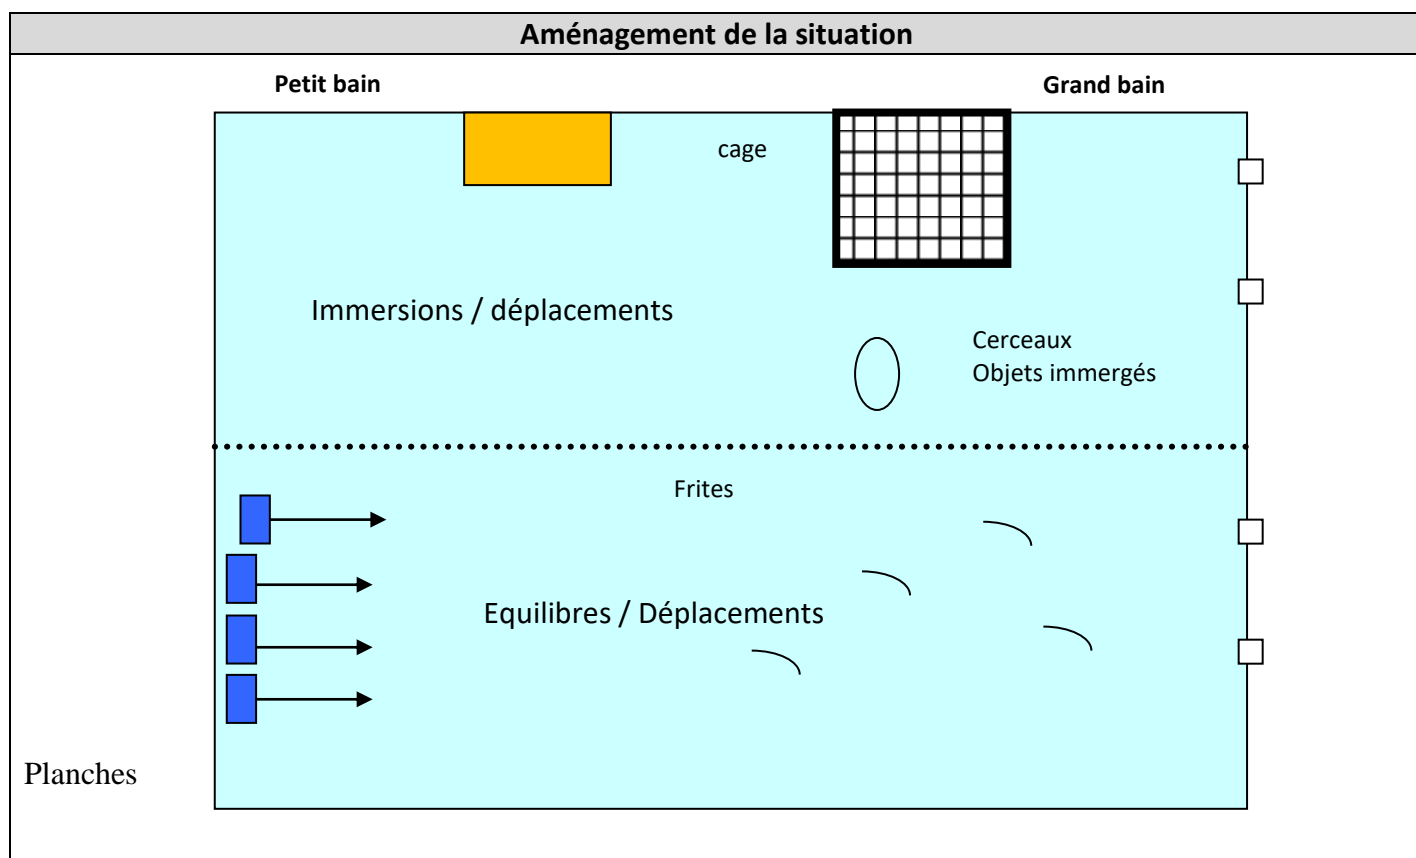 Aménagement de la situation
Petit bain
Grand bain
cage
Immersions / déplacements
Cerceaux
Objets immergés
Frites
Equilibres / Déplacements
Planches